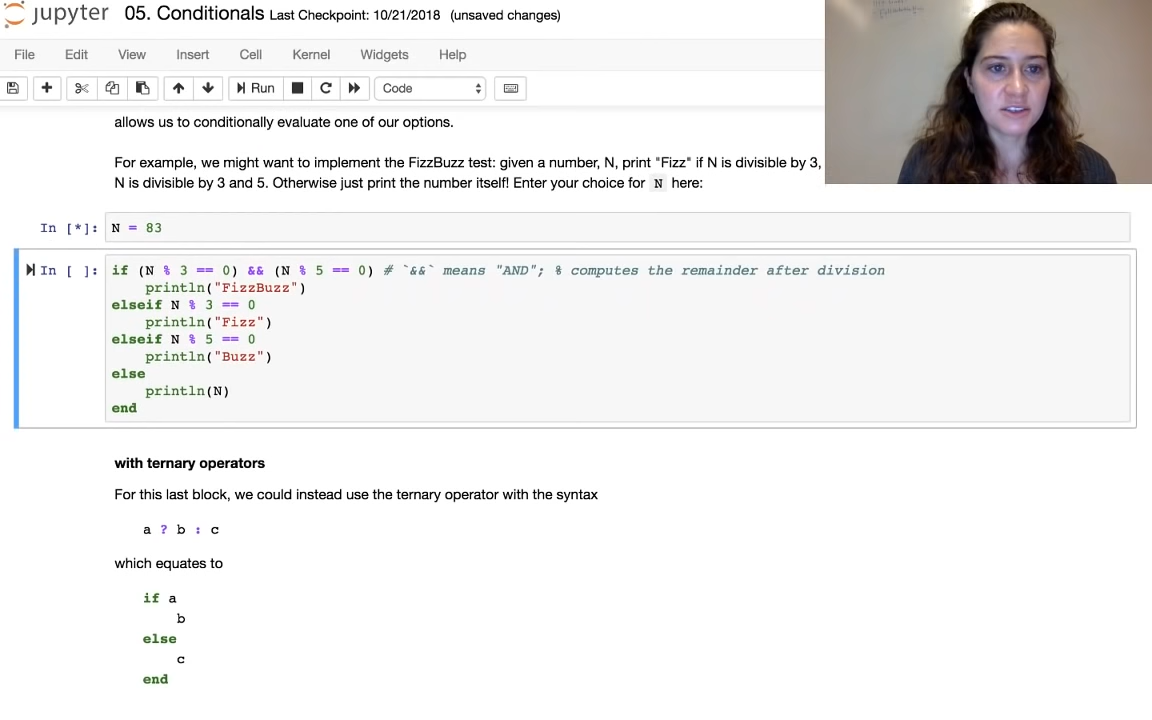 jupyter 05. Conditionals Last Checkpoint: 10/21/2018 (unsaved changes)
File Edit View Insert Cell Kernel Widgets Help
Run Code
allows us to conditionally evaluate one of our options.
For example, we might want to implement the FizzBuzz test: given a number, N, print "Fizz" if N is divisible by 3,
N is divisible by 3 and 5. Otherwise just print the number itself! Enter your choice for N here:
In [*]: N = 83
In [ ]: if (N % 3 == 0) && (N % 5 == 0) # `&&` means "AND"; % computes the remainder after division
println("FizzBuzz")
elseif N % 3 == 0
println("Fizz")
elseif N % 5 == 0
println("Buzz")
else
println(N)
end
with ternary operators
For this last block, we could instead use the ternary operator with the syntax
a ? b : c
which equates to
if a
b
else
c
end